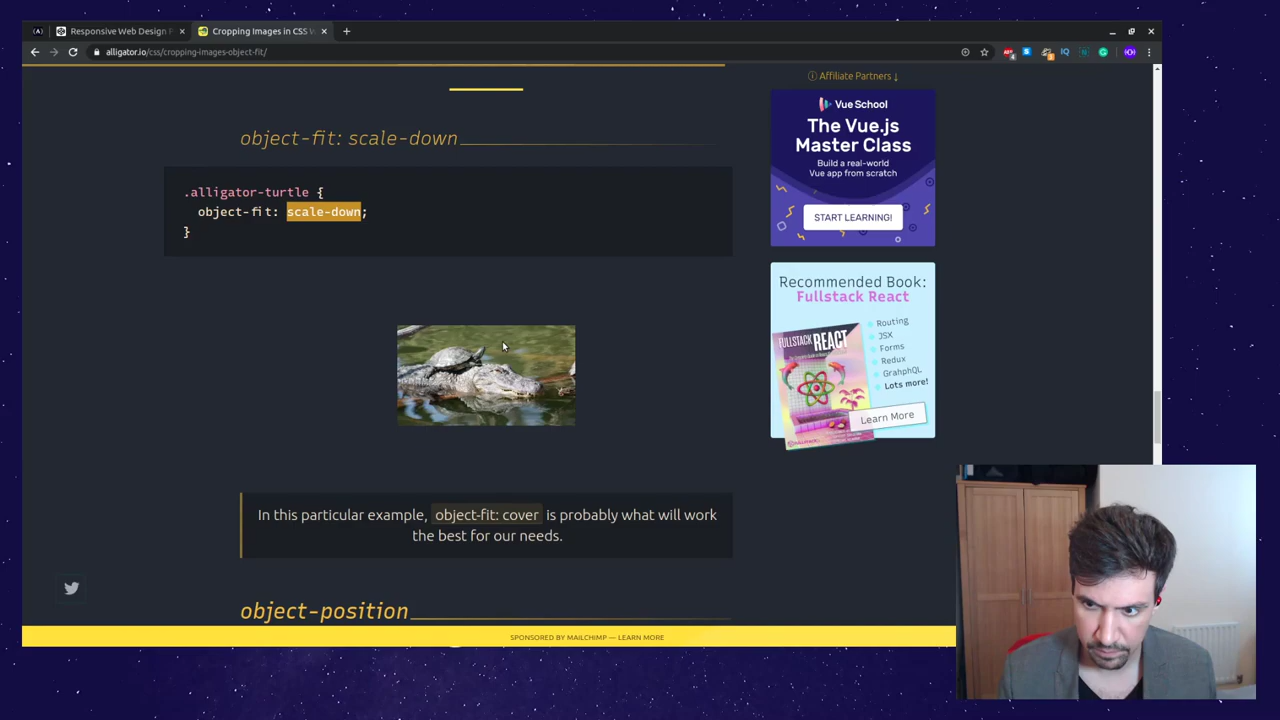 Responsive Web Design
Cropping Images in CSS W
alligator.io/css/cropping-images-object-fit/
ⓘ Affiliate Partners ↓
object-fit: scale-down
.alligator-turtle {
object-fit: scale-down;
}
In this particular example, object-fit: cover is probably what will work
the best for our needs.
object-position
Vue School
The Vue.js
Master Class
Build a real-world
Vue app from scratch
START LEARNING!
Recommended Book:
Fullstack React
FULLSTACK REACT
Routing
JSX
Forms
Redux
GrahphQL
Lots more!
Learn More
SPONSORED BY MAILCHIMP — LEARN MORE